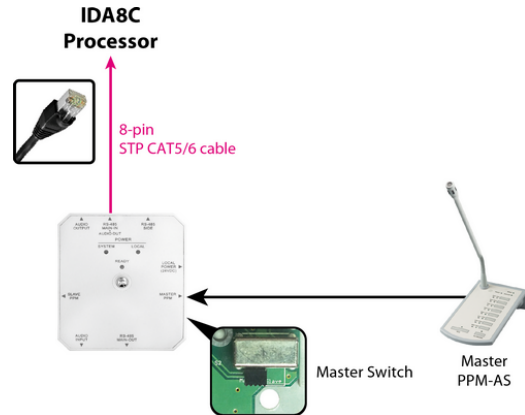 IDA8C
Processor
8-pin
STP CAT5/6 cable
AUDIO
OUTPUT
RS-485
MAIN IN
+
AUDIO OUT
RS-485
POWER
SYSTEM
LOCAL
READY
LOCAL
POWER
SLAVE
PPM
MASTER
PPM
AUDIO
INPUT
RS-485
MAIN OUT
Slave
Master Switch
Master
PPM-AS